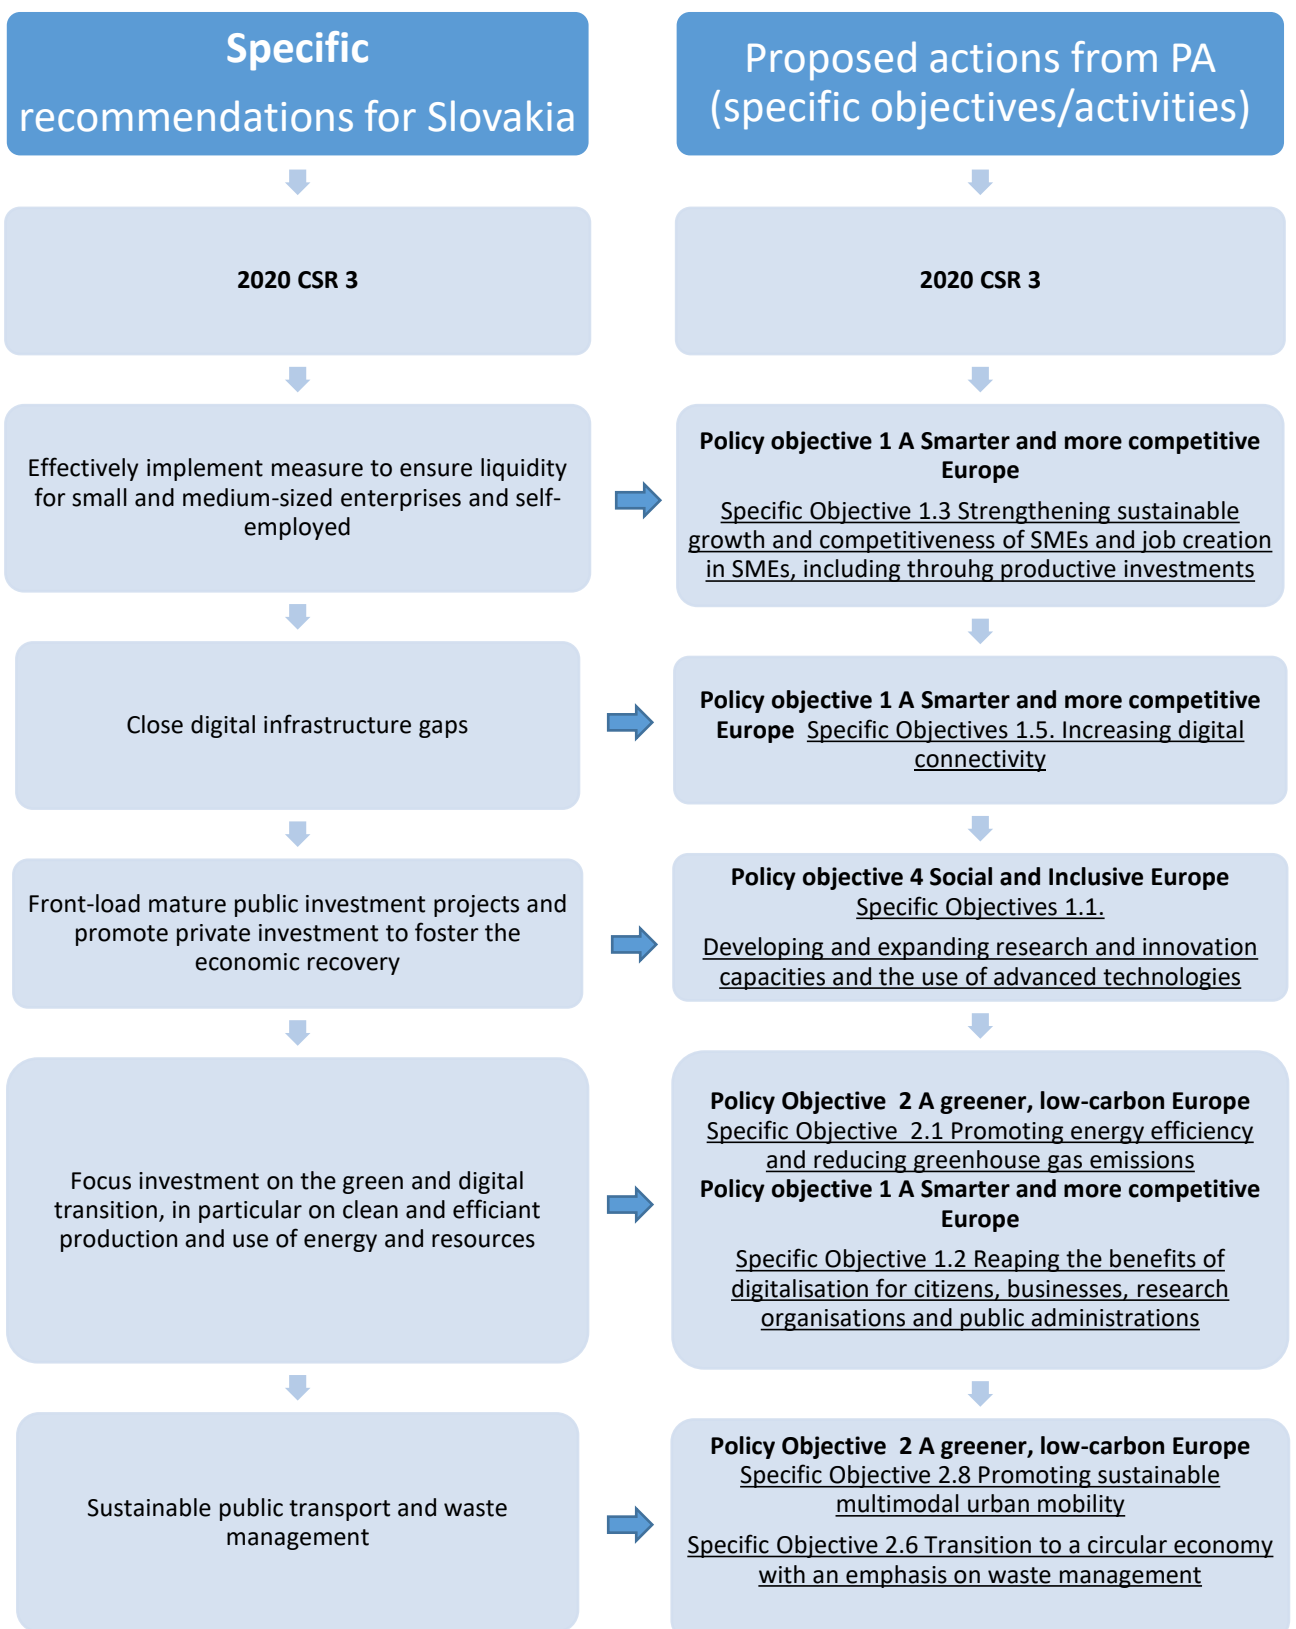 Specific
recommendations for Slovakia
Proposed actions from PA
(specific objectives/activities)
2020 CSR 3
2020 CSR 3
Effectively implement measure to ensure liquidity
for small and medium-sized enterprises and self-
employed
Policy objective 1 A Smarter and more competitive
Europe
Specific Objective 1.3 Strengthening sustainable
growth and competitiveness of SMEs and job creation
in SMEs, including throuhg productive investments
Close digital infrastructure gaps
Policy objective 1 A Smarter and more competitive
Europe Specific Objectives 1.5. Increasing digital
connectivity
Front-load mature public investment projects and
promote private investment to foster the
economic recovery
Policy objective 4 Social and Inclusive Europe
Specific Objectives 1.1.
Developing and expanding research and innovation
capacities and the use of advanced technologies
Focus investment on the green and digital
transition, in particular on clean and efficiant
production and use of energy and resources
Policy Objective 2 A greener, low-carbon Europe
Specific Objective 2.1 Promoting energy efficiency
and reducing greenhouse gas emissions
Policy objective 1 A Smarter and more competitive
Europe
Specific Objective 1.2 Reaping the benefits of
digitalisation for citizens, businesses, research
organisations and public administrations
Sustainable public transport and waste
management
Policy Objective 2 A greener, low-carbon Europe
Specific Objective 2.8 Promoting sustainable
multimodal urban mobility
Specific Objective 2.6 Transition to a circular economy
with an emphasis on waste management